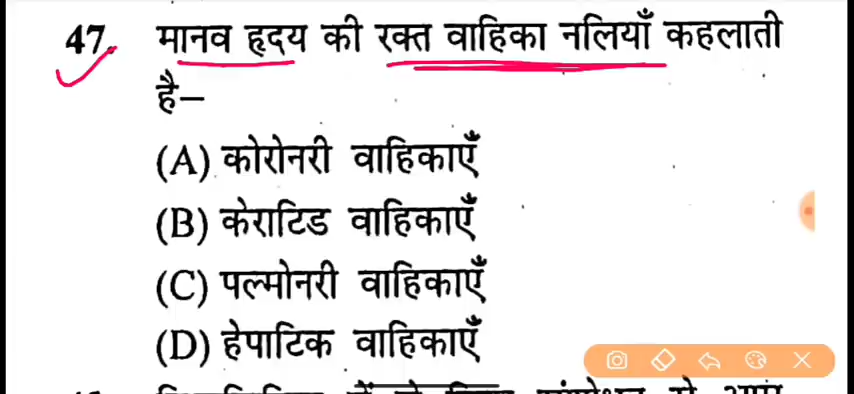 47. मानव हृदय की रक्त वाहिका नलियाँ कहलाती
है–
(A) कोरोनरी वाहिकाएँ
(B) केराटिड वाहिकाएँ
(C) पल्मोनरी वाहिकाएँ
(D) हेपाटिक वाहिकाएँ